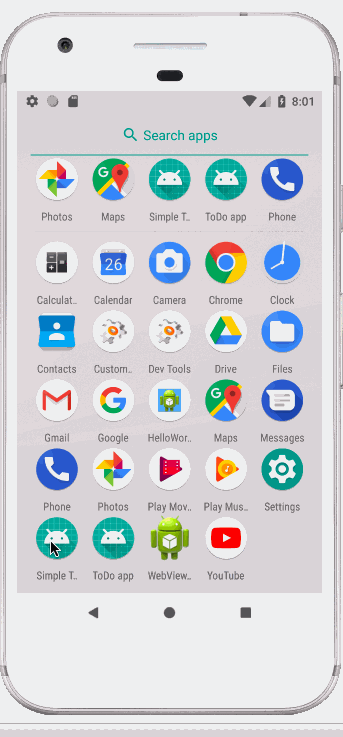 8:01
Search apps
Photos Maps Simple T.. ToDo app Phone
Calculat.. Calendar Camera Chrome Clock
26
Contacts Custom.. Dev Tools Drive Files
Gmail Google HelloWor.. Maps Messages
Phone Photos Play Mov.. Play Mus.. Settings
Simple T.. ToDo app WebView.. YouTube